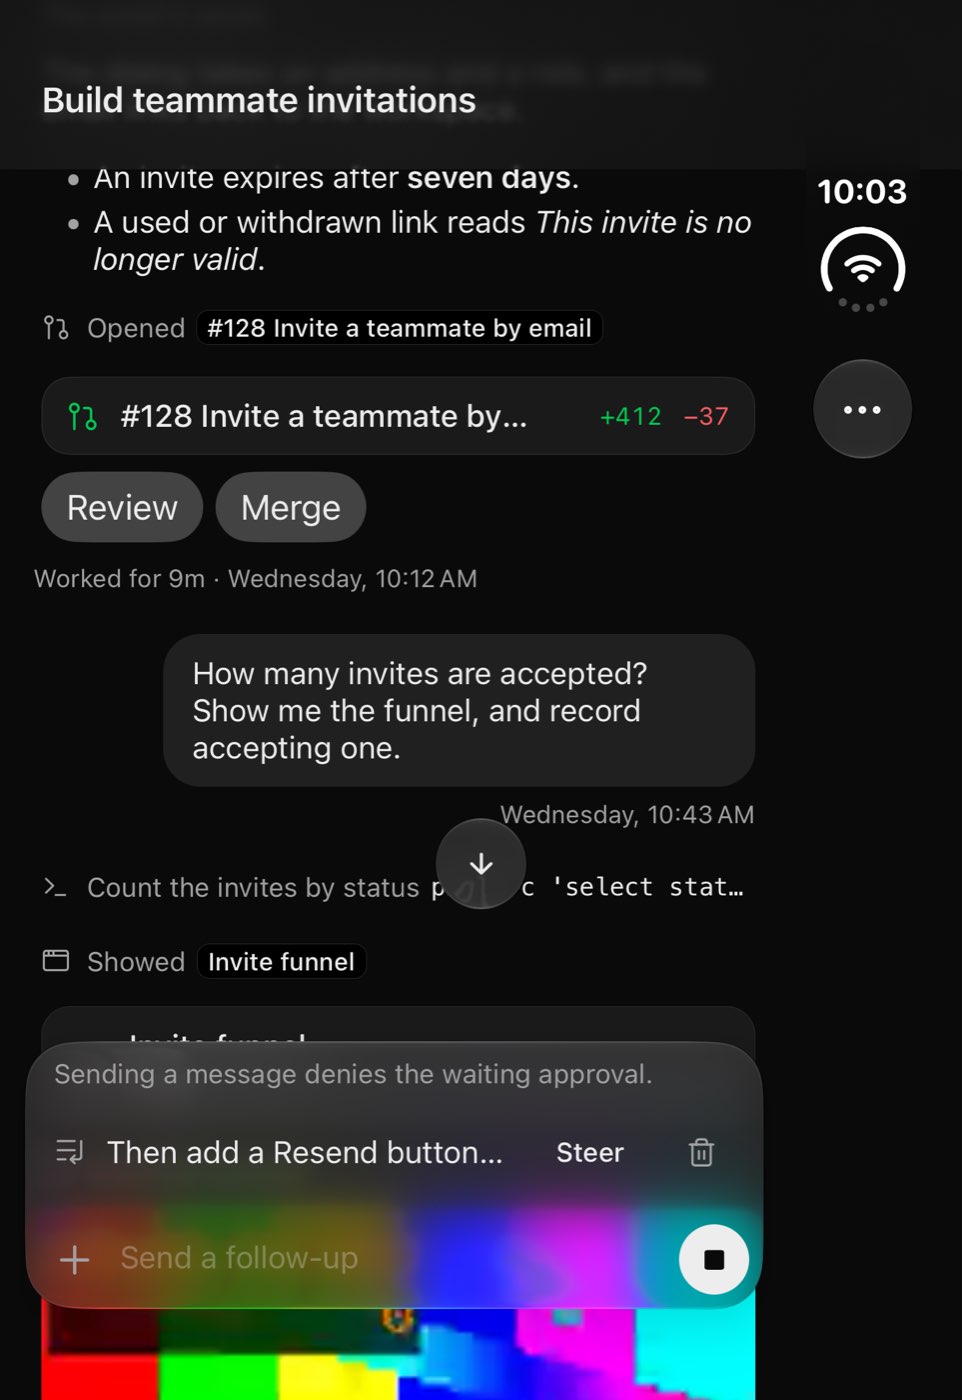 Build teammate invitations
An invite expires after seven days.
10:03
A used or withdrawn link reads This invite is no
longer valid.
Opened #128 Invite a teammate by email
#128 Invite a teammate by... +412 −37
Review Merge
Worked for 9m · Wednesday, 10:12 AM
How many invites are accepted?
Show me the funnel, and record
accepting one.
Wednesday, 10:43 AM
Count the invites by status c 'select stat…
Showed Invite funnel
Invite funnel
Sending a message denies the waiting approval.
Then add a Resend button... Steer
Send a follow-up